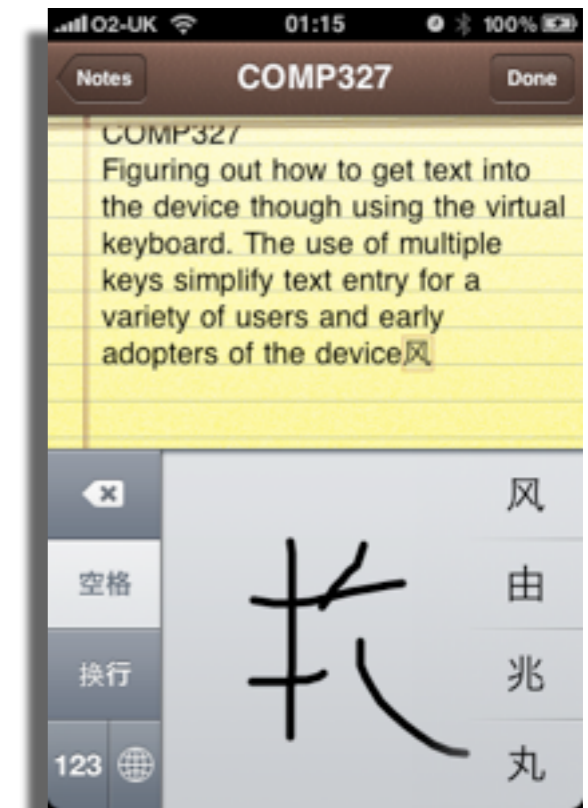 O2-UK 01:15 100%
Notes COMP327 Done
COMP327
Figuring out how to get text into
the device though using the virtual
keyboard. The use of multiple
keys simplify text entry for a
variety of users and early
adopters of the device风
风
空格 由
换行 兆
123 丸